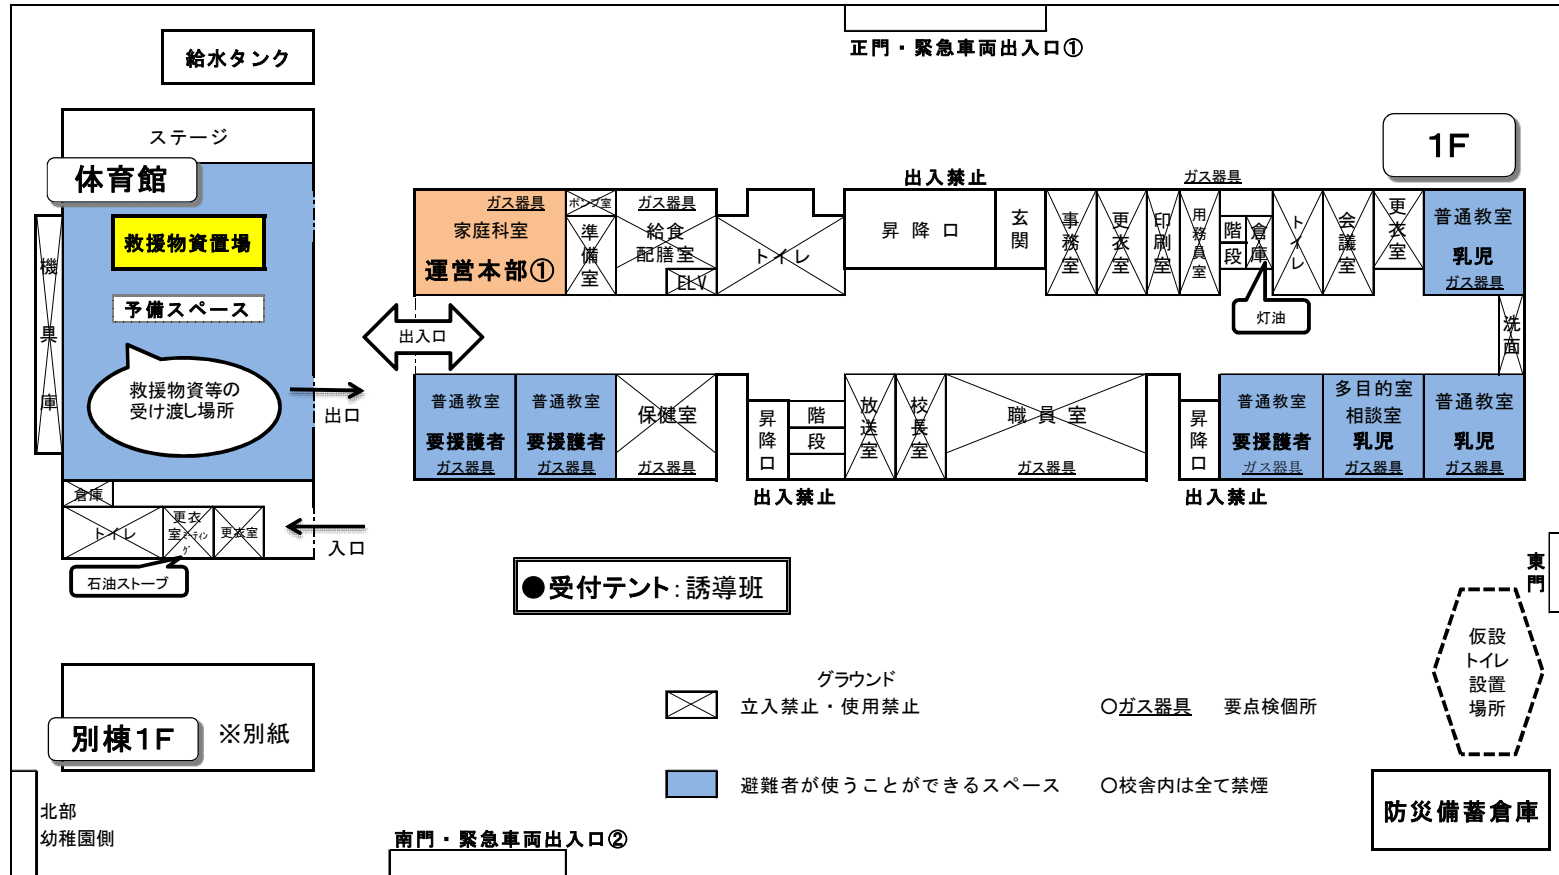 正門・緊急車両出入口①
給水タンク
ステージ
体育館
救援物資置場
予備スペース
救援物資等の
受け渡し場所
機具庫
出口
倉庫
トイレ
更衣室ミーティング
更衣室
入口
石油ストーブ
1F
出入禁止
ガス器具
ガス器具
家庭科室
運営本部①
ポンプ室
準備室
ガス器具
給食
配膳室
ELV
トイレ
昇降口
玄関
事務室
更衣室
印刷室
用務員室
階段
倉庫
灯油
トイレ
会議室
更衣室
普通教室
乳児
ガス器具
洗面
出入口
普通教室
要援護者
ガス器具
普通教室
要援護者
ガス器具
保健室
ガス器具
昇降口
階段
出入禁止
放送室
校長室
職員室
ガス器具
昇降口
出入禁止
普通教室
要援護者
ガス器具
多目的室
相談室
乳児
ガス器具
普通教室
乳児
ガス器具
●受付テント:誘導班
東門
仮設
トイレ
設置
場所
グラウンド
立入禁止・使用禁止
○ガス器具 要点検個所
別棟1F
※別紙
避難者が使うことができるスペース
○校舎内は全て禁煙
防災備蓄倉庫
北部
幼稚園側
南門・緊急車両出入口②